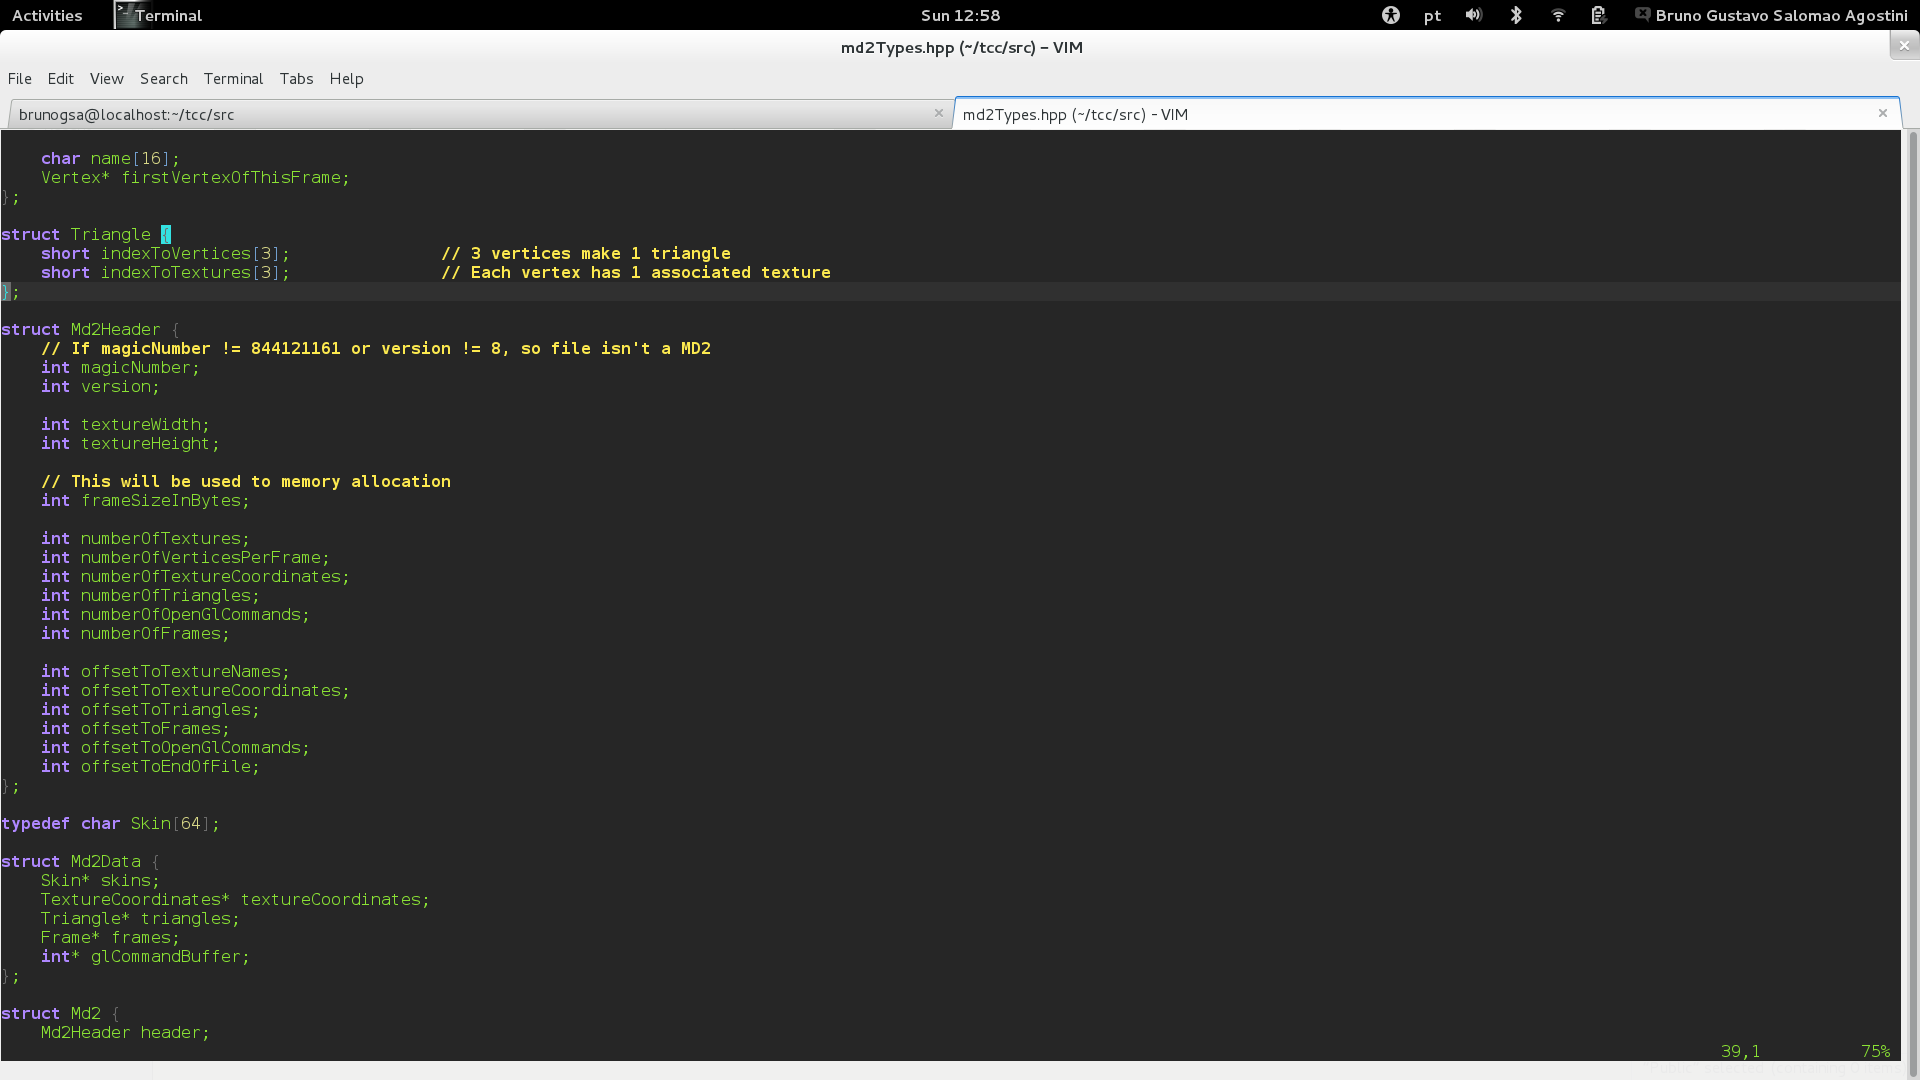 Activities
Terminal
Sun 12:58
pt
Bruno Gustavo Salomao Agostini
md2Types.hpp (~/tcc/src) – VIM
File Edit View Search Terminal Tabs Help
brunogsa@localhost:~/tcc/src
md2Types.hpp (~/tcc/src) – VIM
char name[16];
Vertex* firstVertexOfThisFrame;
};
struct Triangle {
short indexToVertices[3]; // 3 vertices make 1 triangle
short indexToTextures[3]; // Each vertex has 1 associated texture
};
struct Md2Header {
// If magicNumber != 844121161 or version != 8, so file isn't a MD2
int magicNumber;
int version;
int textureWidth;
int textureHeight;
// This will be used to memory allocation
int frameSizeInBytes;
int numberOfTextures;
int numberOfVerticesPerFrame;
int numberOfTextureCoordinates;
int numberOfTriangles;
int numberOfOpenGlCommands;
int numberOfFrames;
int offsetToTextureNames;
int offsetToTextureCoordinates;
int offsetToTriangles;
int offsetToFrames;
int offsetToOpenGlCommands;
int offsetToEndOfFile;
};
typedef char Skin[64];
struct Md2Data {
Skin* skins;
TextureCoordinates* textureCoordinates;
Triangle* triangles;
Frame* frames;
int* glCommandBuffer;
};
struct Md2 {
Md2Header header;
39,1 75%